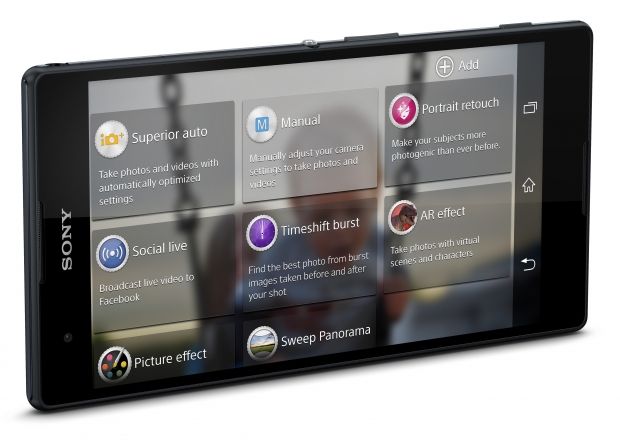 SONY
Add
Superior auto
Take photos and videos with
automatically optimized
settings
M
Manual
Manually adjust your camera
settings to take photos and
videos
Portrait retouch
Make your subjects more
photogenic than ever before.
Social live
Broadcast live video to
Facebook
Timeshift burst
Find the best photo from burst
images taken before and after
your shot
AR effect
Take photos with virtual
scenes and characters
Picture effect
Sweep Panorama